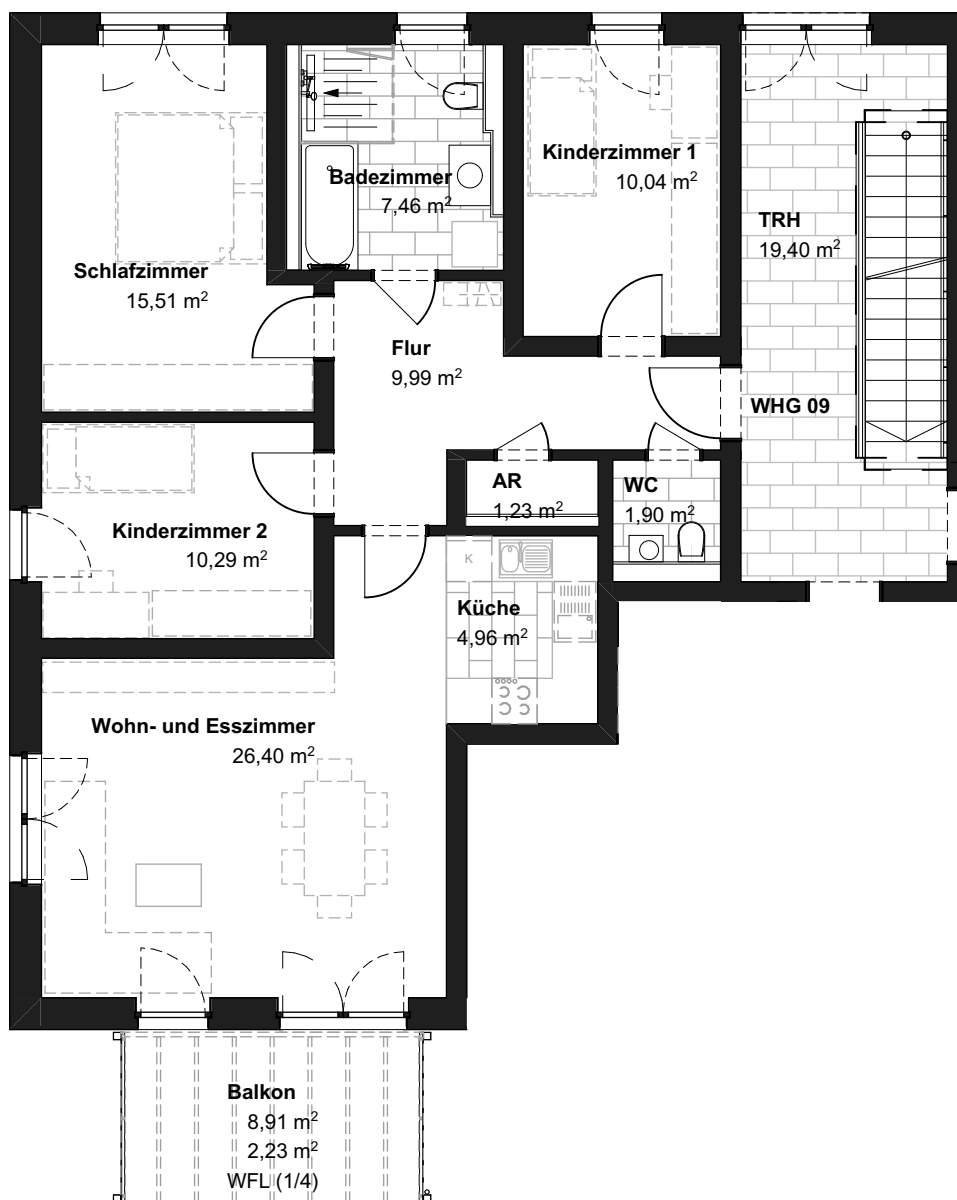 Kinderzimmer 1
10,04 m²
Badezimmer
7,46 m²
TRH
19,40 m²
Schlafzimmer
15,51 m²
Flur
9,99 m²
WHG 09
AR
1,23 m²
WC
1,90 m²
Kinderzimmer 2
10,29 m²
K
Küche
4,96 m²
Wohn- und Esszimmer
26,40 m²
Balkon
8,91 m²
2,23 m²
WFL (1/4)